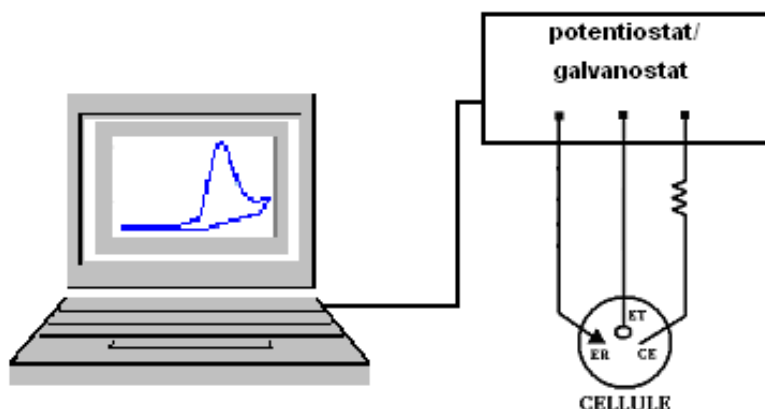 potentiostat/
galvanostat
ET
ER CE
CELLULE